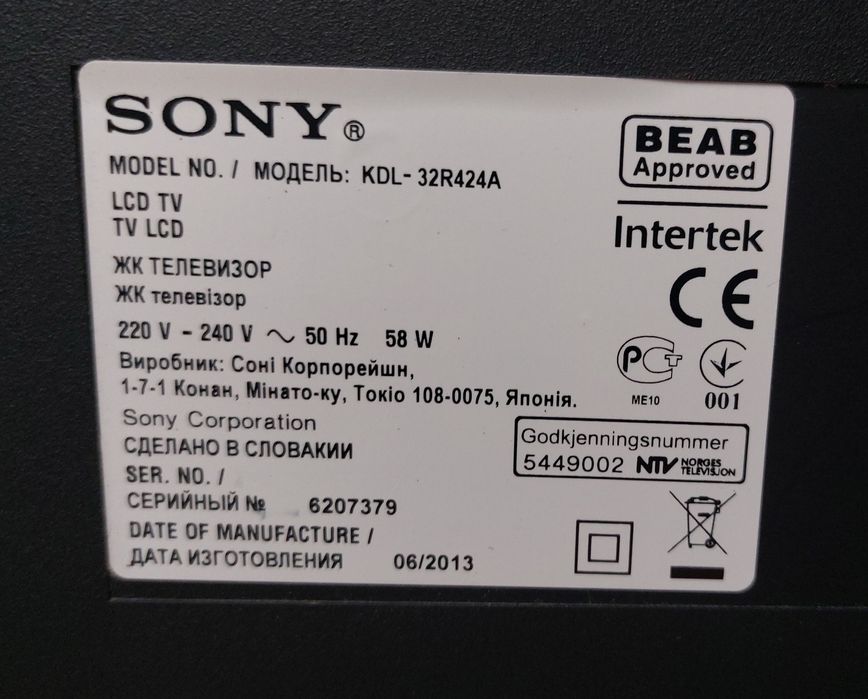 SONY®
MODEL NO. / МОДЕЛЬ: KDL-32R424A
LCD TV
TV LCD
ЖК ТЕЛЕВИЗОР
ЖК телевізор
220 V - 240 V ~ 50 Hz 58 W
Виробник: Соні Корпорейшн,
1-7-1 Конан, Мінато-ку, Токіо 108-0075, Японія.
Sony Corporation
СДЕЛАНО В СЛОВАКИИ
SER. NO. /
СЕРИЙНЫЙ № 6207379
DATE OF MANUFACTURE /
ДАТА ИЗГОТОВЛЕНИЯ 06/2013
BEAB
Approved
Intertek
CE
РСТ
ME10 001
Godkjenningsnummer
5449002 NTV NORGES
TELEVISJON